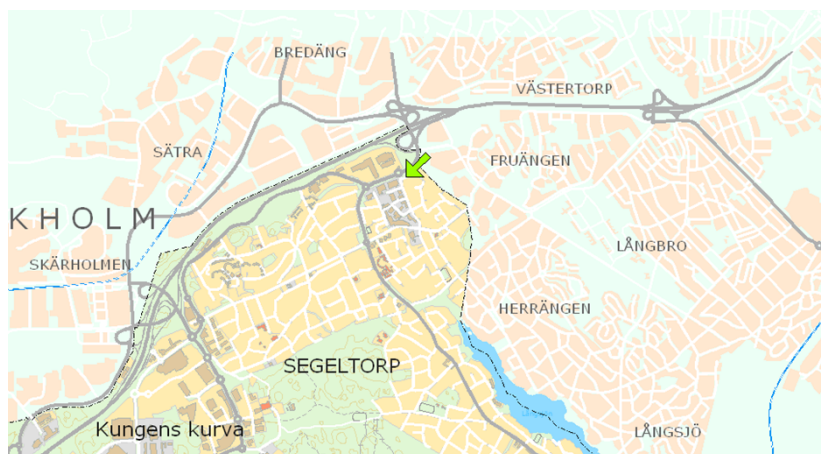 BREDÄNG
VÄSTERTORP
SÄTRA
FRUÄNGEN
KHOLM
LÅNGBRO
SKÄRHOLMEN
HERRÄNGEN
SEGELTORP
Kungens kurva
LÅNGSJÖ